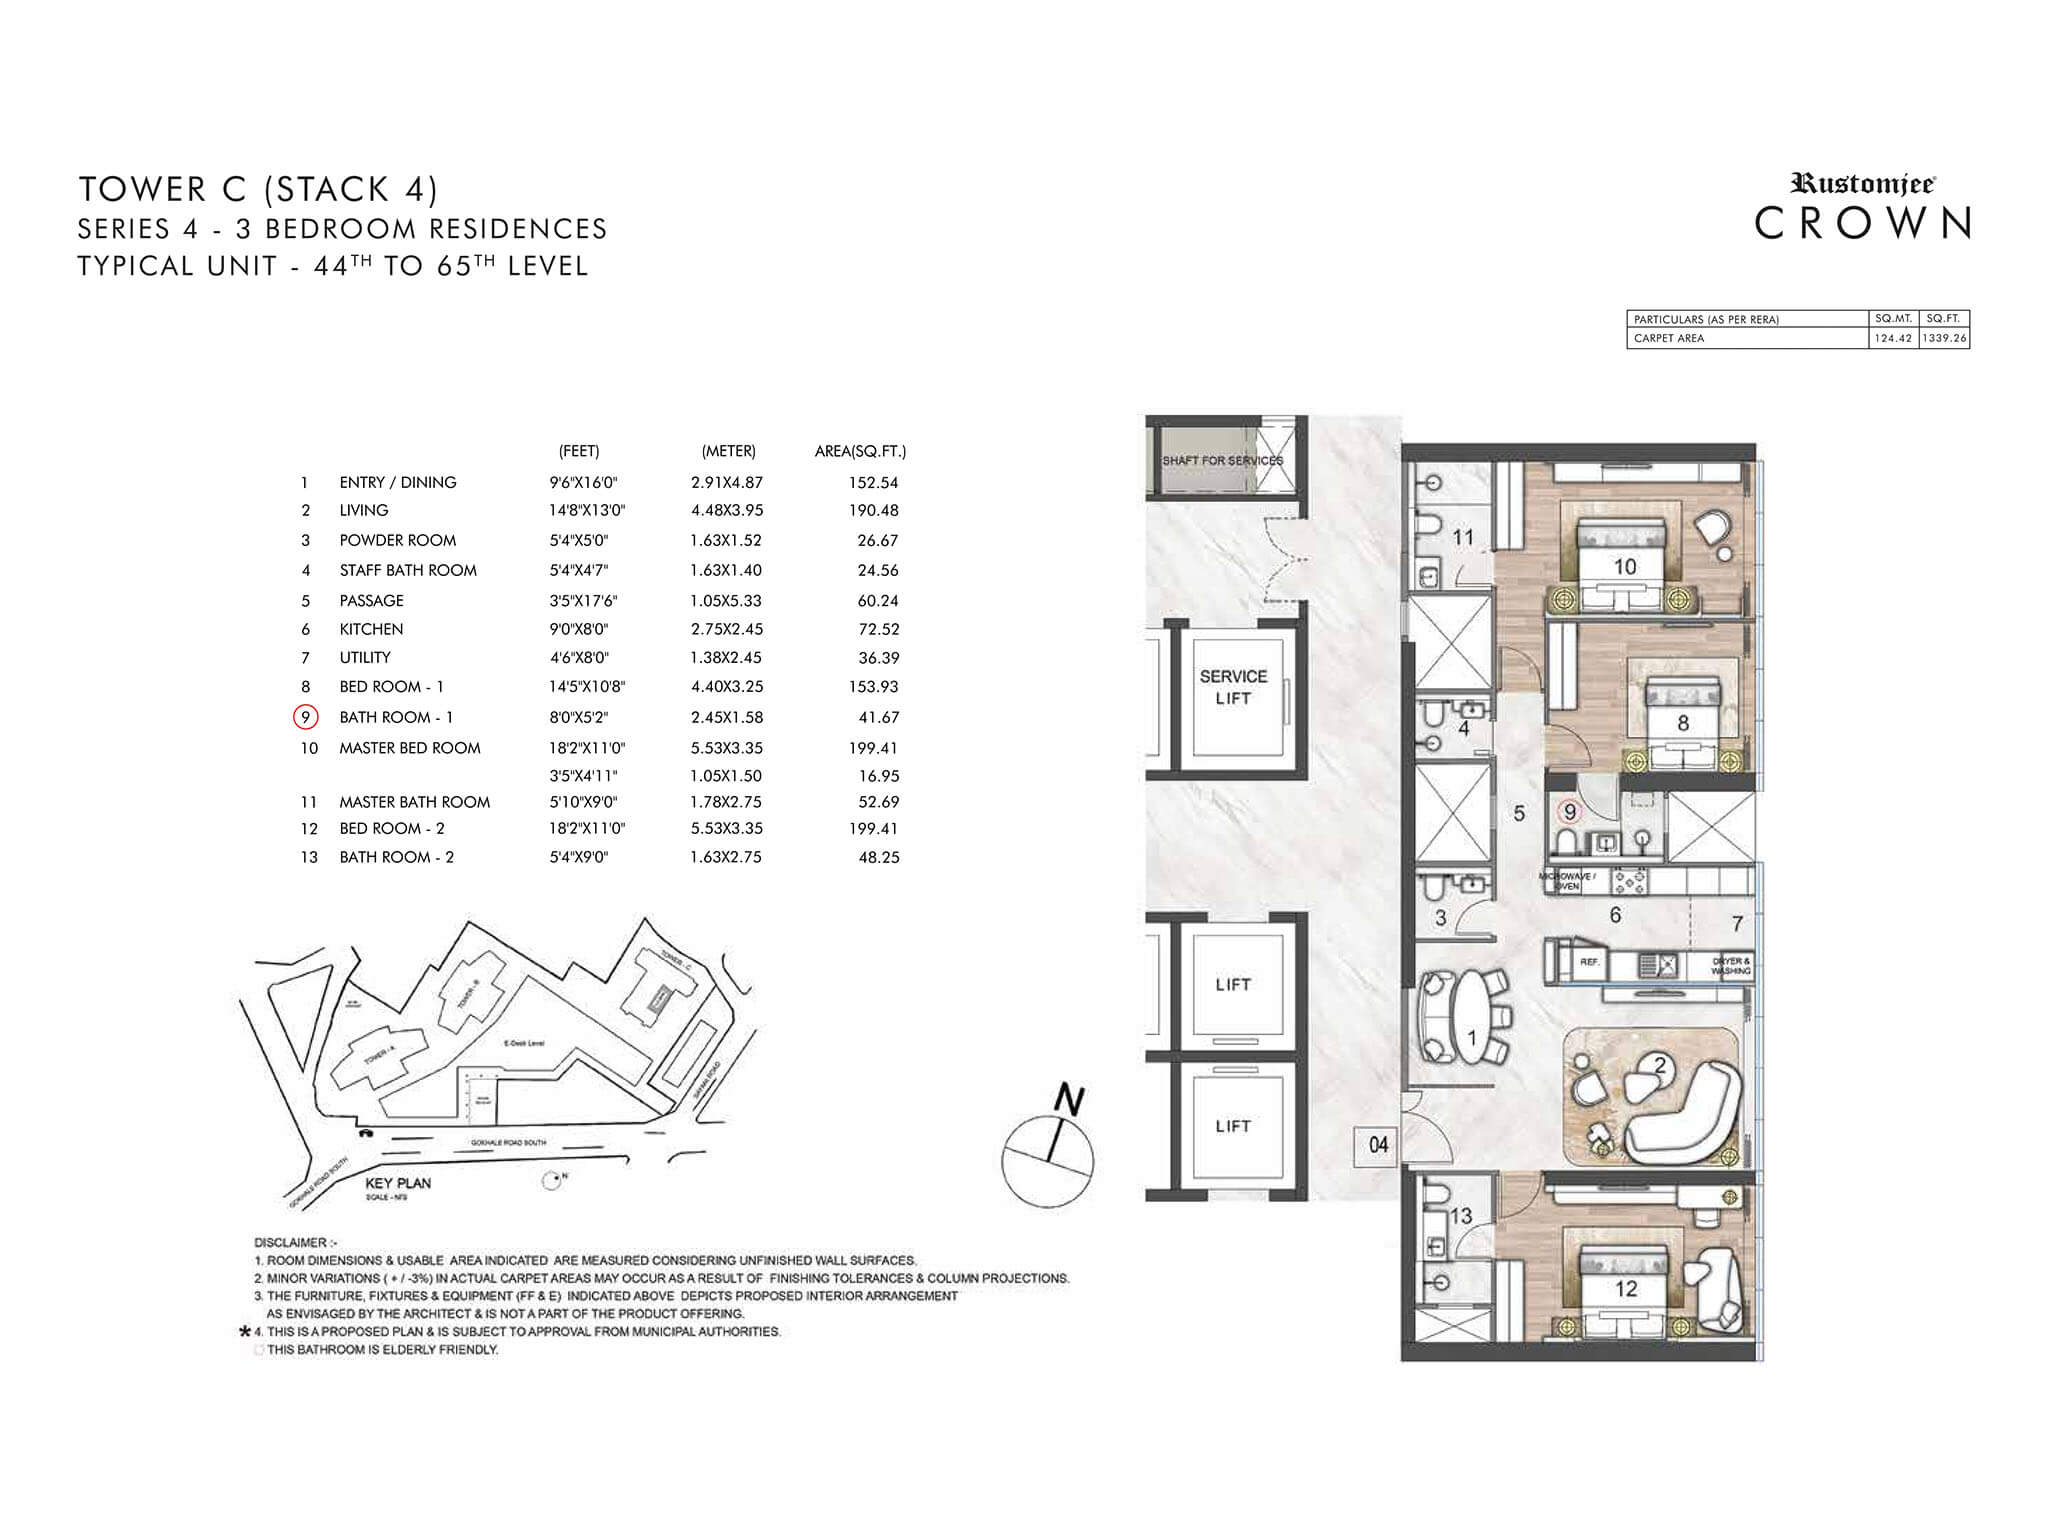 TOWER C (STACK 4)
SERIES 4 - 3 BEDROOM RESIDENCES
TYPICAL UNIT - 44TH TO 65TH LEVEL
Rustomjee
CROWN
PARTICULARS (AS PER RERA) SQ.MT. SQ.FT.
CARPET AREA 124.42 1339.26
(FEET) (METER) AREA(SQ.FT.)
1 ENTRY / DINING 9'6"X16'0" 2.91X4.87 152.54
2 LIVING 14'8"X13'0" 4.48X3.95 190.48
3 POWDER ROOM 5'4"X5'0" 1.63X1.52 26.67
4 STAFF BATH ROOM 5'4"X4'7" 1.63X1.40 24.56
5 PASSAGE 3'5"X17'6" 1.05X5.33 60.24
6 KITCHEN 9'0"X8'0" 2.75X2.45 72.52
7 UTILITY 4'6"X8'0" 1.38X2.45 36.39
8 BED ROOM - 1 14'5"X10'8" 4.40X3.25 153.93
9 BATH ROOM - 1 8'0"X5'2" 2.45X1.58 41.67
10 MASTER BED ROOM 18'2"X11'0" 5.53X3.35 199.41
3'5"X4'11" 1.05X1.50 16.95
11 MASTER BATH ROOM 5'10"X9'0" 1.78X2.75 52.69
12 BED ROOM - 2 18'2"X11'0" 5.53X3.35 199.41
13 BATH ROOM - 2 5'4"X9'0" 1.63X2.75 48.25
SHAFT FOR SERVICES
11
10
SERVICE
LIFT
8
4
5
9
MICROWAVE /
OVEN
3
6
7
REF.
DRYER &
WASHING
LIFT
1
2
LIFT
04
13
12
TOWER - C
TOWER - B
TOWER - A
E-Deck Level
SAYANI ROAD
GOKHALE ROAD SOUTH
GOKHALE ROAD SOUTH
KEY PLAN
SCALE - NTS
N
N
DISCLAIMER :-
1. ROOM DIMENSIONS & USABLE AREA INDICATED ARE MEASURED CONSIDERING UNFINISHED WALL SURFACES.
2. MINOR VARIATIONS ( + / -3%) IN ACTUAL CARPET AREAS MAY OCCUR AS A RESULT OF FINISHING TOLERANCES & COLUMN PROJECTIONS.
3. THE FURNITURE, FIXTURES & EQUIPMENT (FF & E) INDICATED ABOVE DEPICTS PROPOSED INTERIOR ARRANGEMENT
AS ENVISAGED BY THE ARCHITECT & IS NOT A PART OF THE PRODUCT OFFERING.
* 4. THIS IS A PROPOSED PLAN & IS SUBJECT TO APPROVAL FROM MUNICIPAL AUTHORITIES.
THIS BATHROOM IS ELDERLY FRIENDLY.